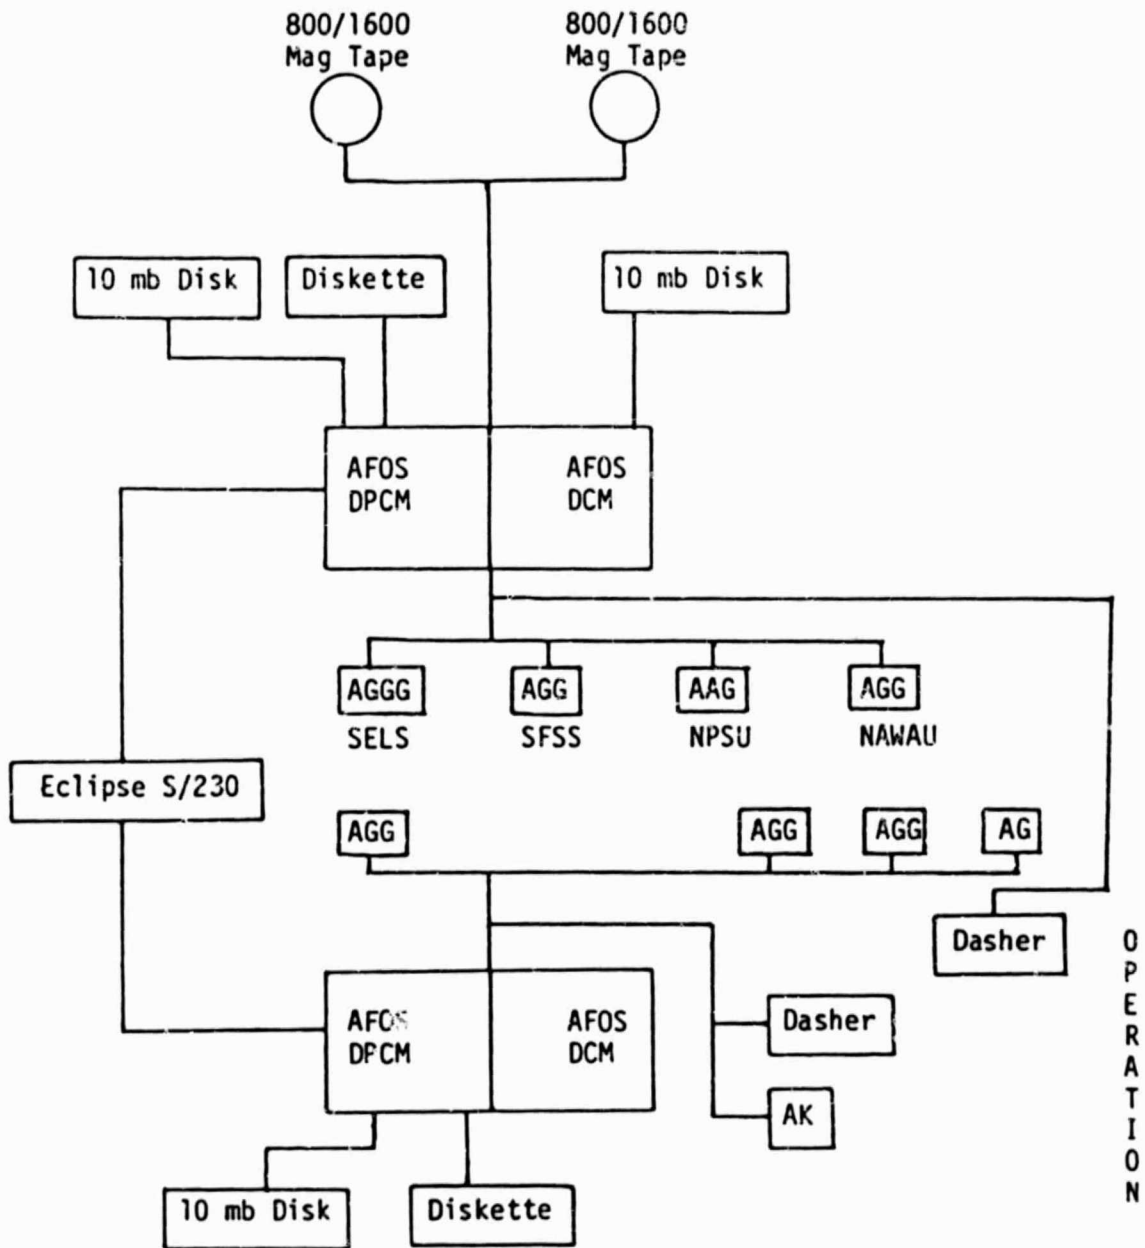 800/1600
Mag Tape
800/1600
Mag Tape
10 mb Disk
Diskette
10 mb Disk
AFOS
DPCM
AFOS
DCM
AGGG
AGG
AAG
AGG
SELS
SFSS
NPSU
NAWAU
Eclipse S/230
AGG
AGG
AGG
AG
Dasher
AFOS
DPCM
AFOS
DCM
Dasher
AK
10 mb Disk
Diskette
OPERATION